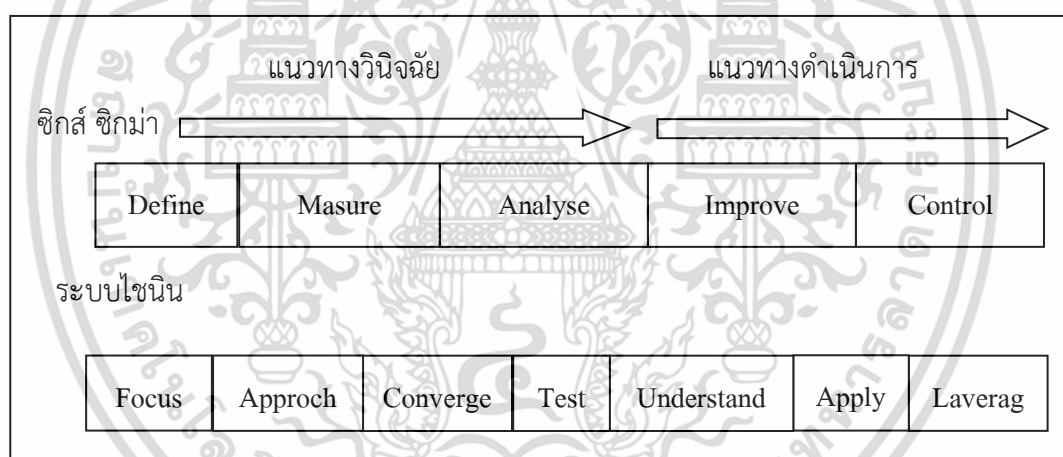 แนวทางวินิจฉัย แนวทางดำเนินการ
ซิกส์ ซิกม่า
Define Masure Analyse Improve Control
ระบบไชนิน
Focus Approch Converge Test Understand Apply Laverag